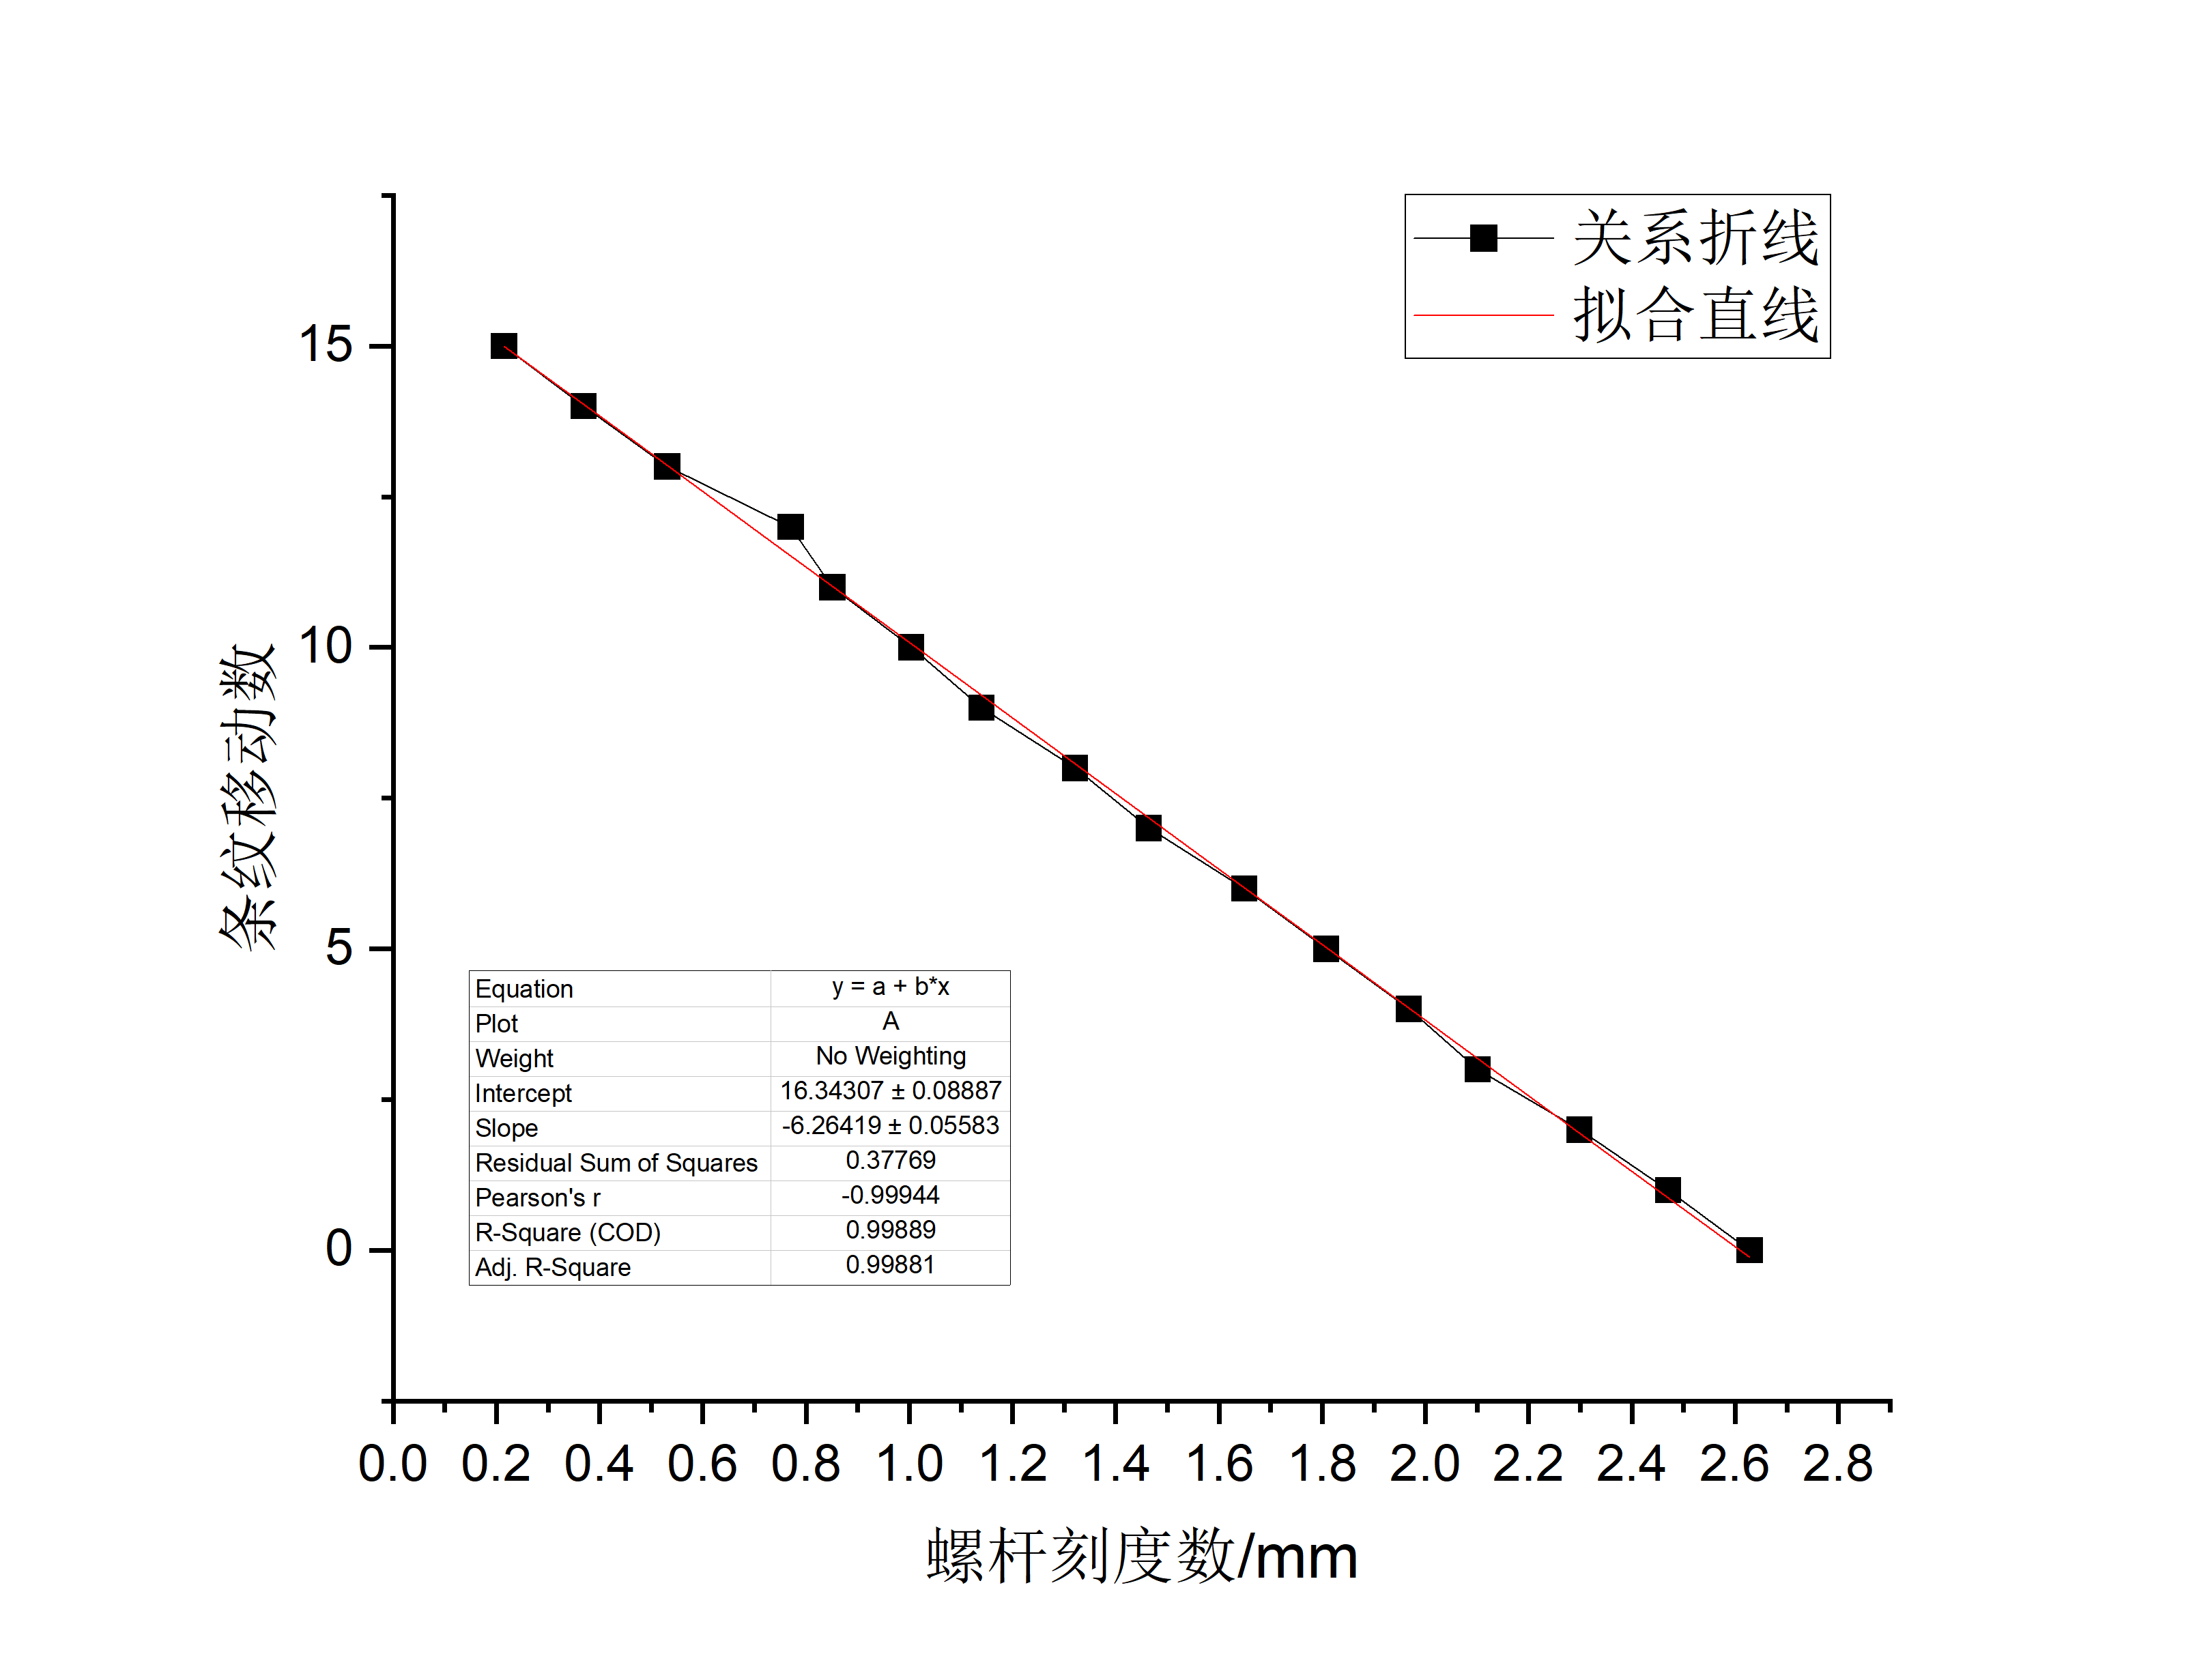 关系折线
拟合直线
15
10
5
0
条纹移动数
Equation y = a + b*x
Plot A
Weight No Weighting
Intercept 16.34307 ± 0.08887
Slope -6.26419 ± 0.05583
Residual Sum of Squares 0.37769
Pearson's r -0.99944
R-Square (COD) 0.99889
Adj. R-Square 0.99881
0.0 0.2 0.4 0.6 0.8 1.0 1.2 1.4 1.6 1.8 2.0 2.2 2.4 2.6 2.8
螺杆刻度数/mm